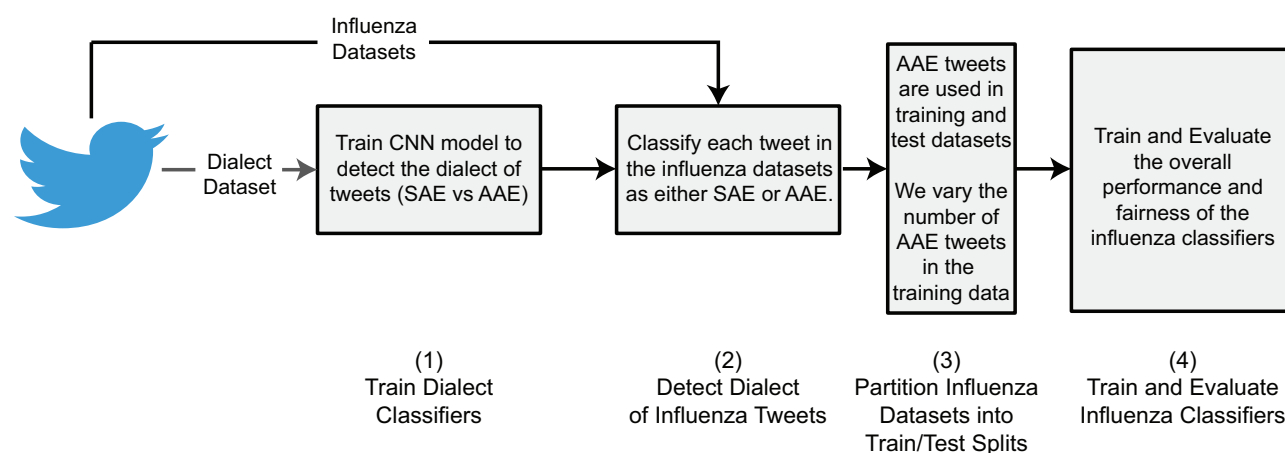 Influenza
Datasets
Dialect
Dataset
Train CNN model to
detect the dialect of
tweets (SAE vs AAE)
Classify each tweet in
the influenza datasets
as either SAE or AAE.
AAE tweets
are used in
training and
test datasets
We vary the
number of
AAE tweets
in the
training data
Train and Evaluate
the overall
performance and
fairness of the
influenza classifiers
(1)
Train Dialect
Classifiers
(2)
Detect Dialect
of Influenza Tweets
(3)
Partition Influenza
Datasets into
Train/Test Splits
(4)
Train and Evaluate
Influenza Classifiers